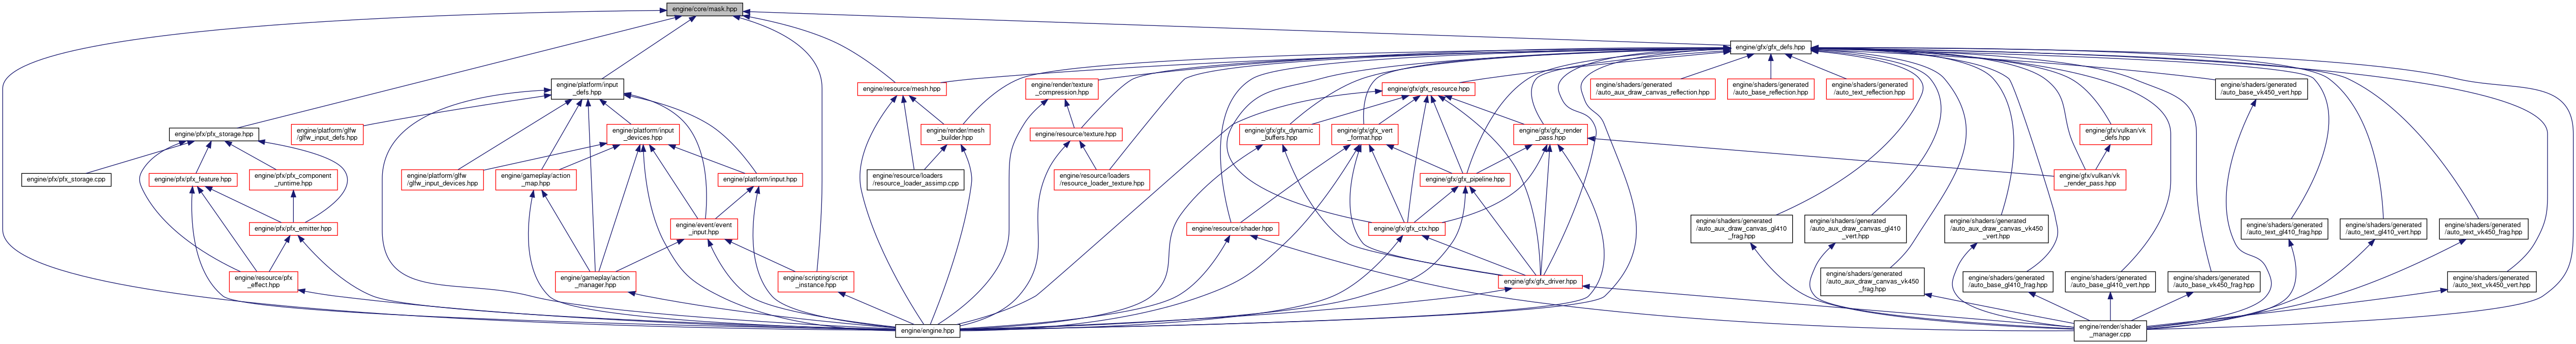 engine/core/mask.hpp
engine/gfx/gfx_defs.hpp
engine/platform/input
_defs.hpp
engine/resource/mesh.hpp
engine/render/texture
_compression.hpp
engine/gfx/gfx_resource.hpp
engine/shaders/generated
/auto_aux_draw_canvas_reflection.hpp
engine/shaders/generated
/auto_base_reflection.hpp
engine/shaders/generated
/auto_text_reflection.hpp
engine/shaders/generated
/auto_base_vk450_vert.hpp
engine/pfx/pfx_storage.hpp
engine/platform/glfw
/glfw_input_defs.hpp
engine/platform/input
_devices.hpp
engine/render/mesh
_builder.hpp
engine/resource/texture.hpp
engine/gfx/gfx_dynamic
_buffers.hpp
engine/gfx/gfx_vert
_format.hpp
engine/gfx/gfx_render
_pass.hpp
engine/gfx/vulkan/vk
_defs.hpp
engine/pfx/pfx_storage.cpp
engine/pfx/pfx_feature.hpp
engine/pfx/pfx_component
_runtime.hpp
engine/platform/glfw
/glfw_input_devices.hpp
engine/gameplay/action
_map.hpp
engine/platform/input.hpp
engine/resource/loaders
/resource_loader_assimp.cpp
engine/resource/loaders
/resource_loader_texture.hpp
engine/gfx/gfx_pipeline.hpp
engine/gfx/vulkan/vk
_render_pass.hpp
engine/pfx/pfx_emitter.hpp
engine/event/event
_input.hpp
engine/resource/shader.hpp
engine/gfx/gfx_ctx.hpp
engine/shaders/generated
/auto_aux_draw_canvas_gl410
_frag.hpp
engine/shaders/generated
/auto_aux_draw_canvas_gl410
_vert.hpp
engine/shaders/generated
/auto_aux_draw_canvas_vk450
_vert.hpp
engine/shaders/generated
/auto_text_gl410_frag.hpp
engine/shaders/generated
/auto_text_gl410_vert.hpp
engine/shaders/generated
/auto_text_vk450_frag.hpp
engine/resource/pfx
_effect.hpp
engine/gameplay/action
_manager.hpp
engine/scripting/script
_instance.hpp
engine/gfx/gfx_driver.hpp
engine/shaders/generated
/auto_aux_draw_canvas_vk450
_frag.hpp
engine/shaders/generated
/auto_base_gl410_frag.hpp
engine/shaders/generated
/auto_base_gl410_vert.hpp
engine/shaders/generated
/auto_base_vk450_frag.hpp
engine/shaders/generated
/auto_text_vk450_vert.hpp
engine/engine.hpp
engine/render/shader
_manager.cpp